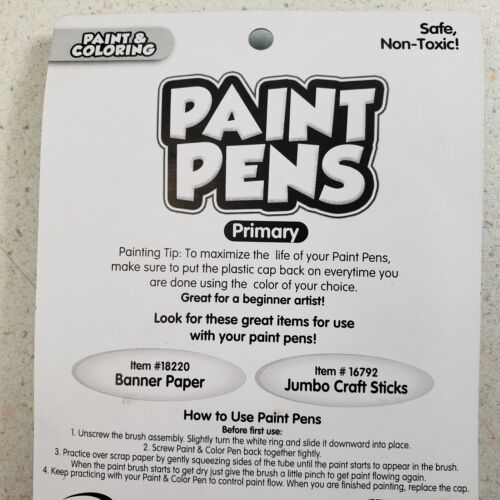 PAINT &
COLORING
Safe,
Non-Toxic!
PAINT
PENS
Primary
Painting Tip: To maximize the life of your Paint Pens,
make sure to put the plastic cap back on everytime you
are done using the color of your choice.
Great for a beginner artist!
Look for these great items for use
with your paint pens!
Item #18220
Banner Paper
Item # 16792
Jumbo Craft Sticks
How to Use Paint Pens
Before first use:
1. Unscrew the brush assembly. Slightly turn the white ring and slide it downward into place.
2. Screw Paint & Color Pen back together tightly.
3. Practice over scrap paper by gently squeezing sides of the tube until the paint starts to appear in the brush.
When the paint brush starts to get dry just give the brush a little pinch to get paint flowing again.
4. Keep practicing with your Paint & Color Pen to control paint flow. When you are finished painting, replace the cap.